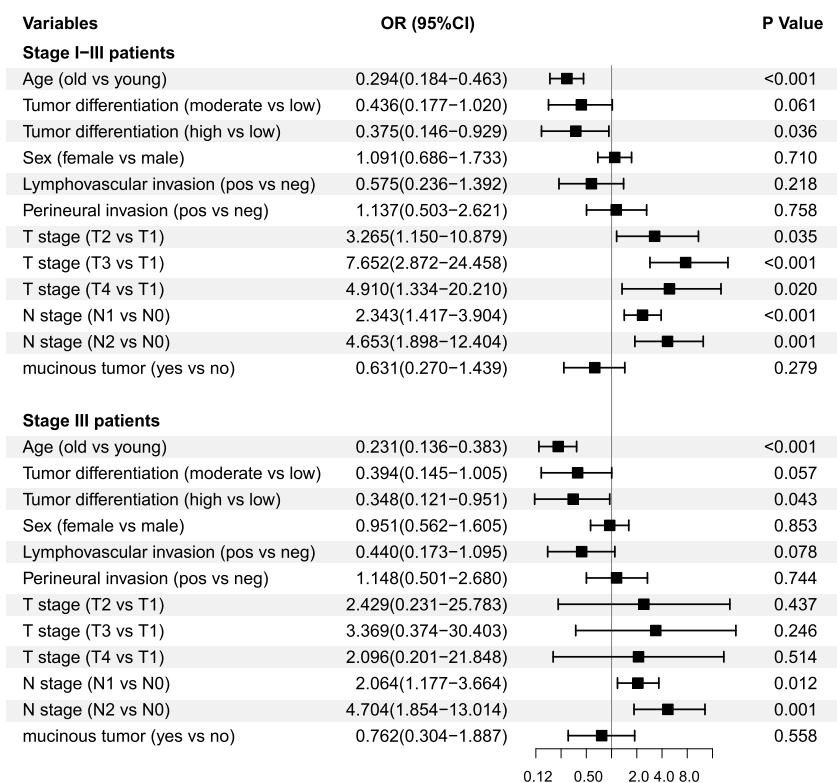 Variables OR (95%CI) P Value
Stage I−III patients
Age (old vs young) 0.294(0.184−0.463) <0.001
Tumor differentiation (moderate vs low) 0.436(0.177−1.020) 0.061
Tumor differentiation (high vs low) 0.375(0.146−0.929) 0.036
Sex (female vs male) 1.091(0.686−1.733) 0.710
Lymphovascular invasion (pos vs neg) 0.575(0.236−1.392) 0.218
Perineural invasion (pos vs neg) 1.137(0.503−2.621) 0.758
T stage (T2 vs T1) 3.265(1.150−10.879) 0.035
T stage (T3 vs T1) 7.652(2.872−24.458) <0.001
T stage (T4 vs T1) 4.910(1.334−20.210) 0.020
N stage (N1 vs N0) 2.343(1.417−3.904) <0.001
N stage (N2 vs N0) 4.653(1.898−12.404) 0.001
mucinous tumor (yes vs no) 0.631(0.270−1.439) 0.279
Stage III patients
Age (old vs young) 0.231(0.136−0.383) <0.001
Tumor differentiation (moderate vs low) 0.394(0.145−1.005) 0.057
Tumor differentiation (high vs low) 0.348(0.121−0.951) 0.043
Sex (female vs male) 0.951(0.562−1.605) 0.853
Lymphovascular invasion (pos vs neg) 0.440(0.173−1.095) 0.078
Perineural invasion (pos vs neg) 1.148(0.501−2.680) 0.744
T stage (T2 vs T1) 2.429(0.231−25.783) 0.437
T stage (T3 vs T1) 3.369(0.374−30.403) 0.246
T stage (T4 vs T1) 2.096(0.201−21.848) 0.514
N stage (N1 vs N0) 2.064(1.177−3.664) 0.012
N stage (N2 vs N0) 4.704(1.854−13.014) 0.001
mucinous tumor (yes vs no) 0.762(0.304−1.887) 0.558
0.12 0.50 2.0 4.0 8.0